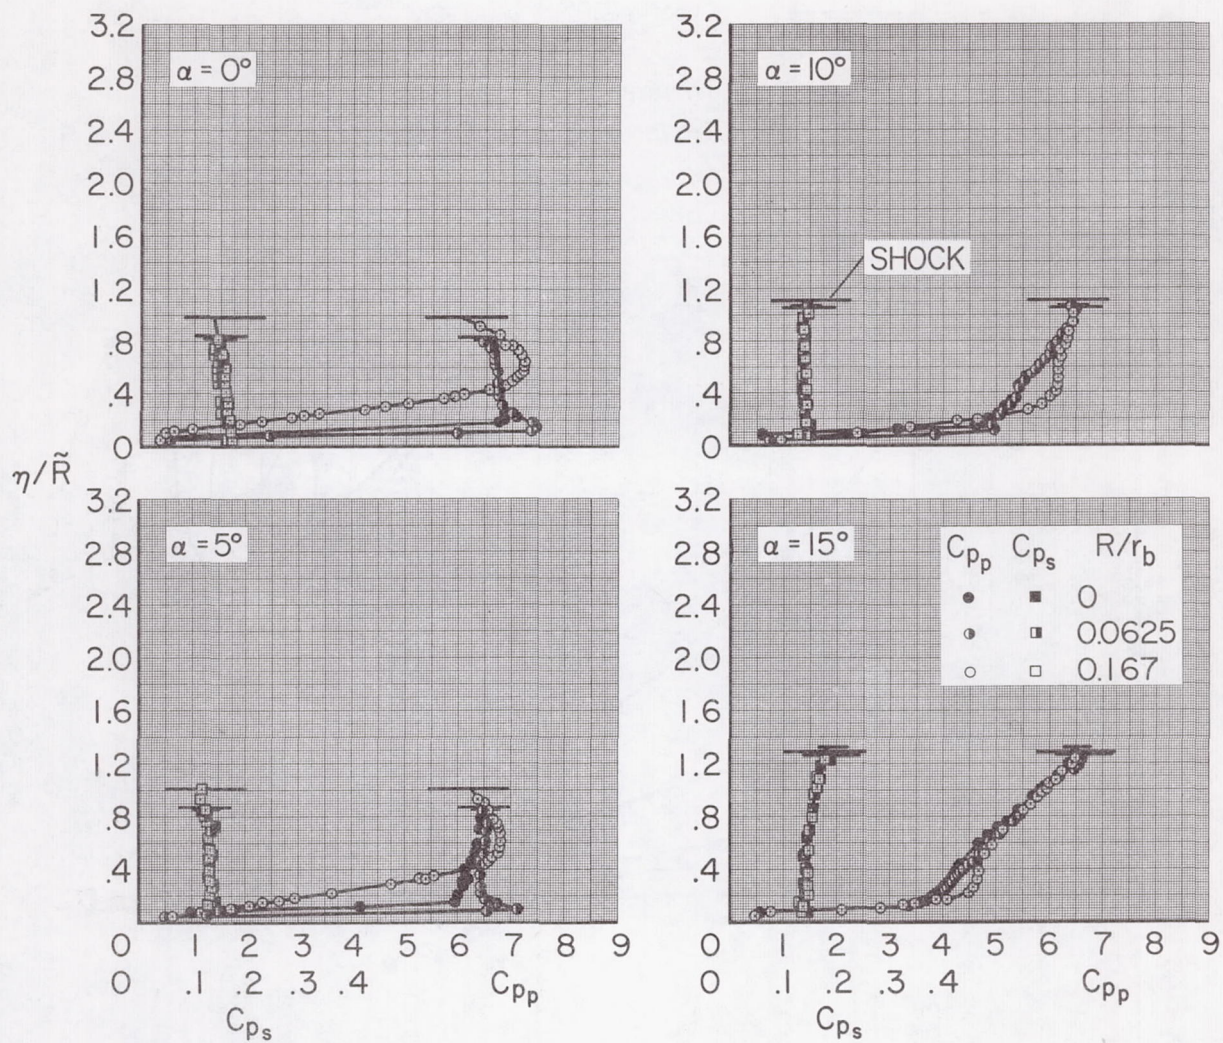 3.2
2.8
2.4
2.0
1.6
1.2
.8
.4
0
α = 0°
3.2
2.8
2.4
2.0
1.6
1.2
.8
.4
0
α = 10°
SHOCK
η/R̃
3.2
2.8
2.4
2.0
1.6
1.2
.8
.4
α = 5°
0 1 2 3 4 5 6 7 8 9
0 .1 .2 .3 .4 Cpp
Cps
3.2
2.8
2.4
2.0
1.6
1.2
.8
.4
α = 15°
Cpp Cps R/rb
0
0.0625
0.167
0 1 2 3 4 5 6 7 8 9
0 .1 .2 .3 .4 Cpp
Cps